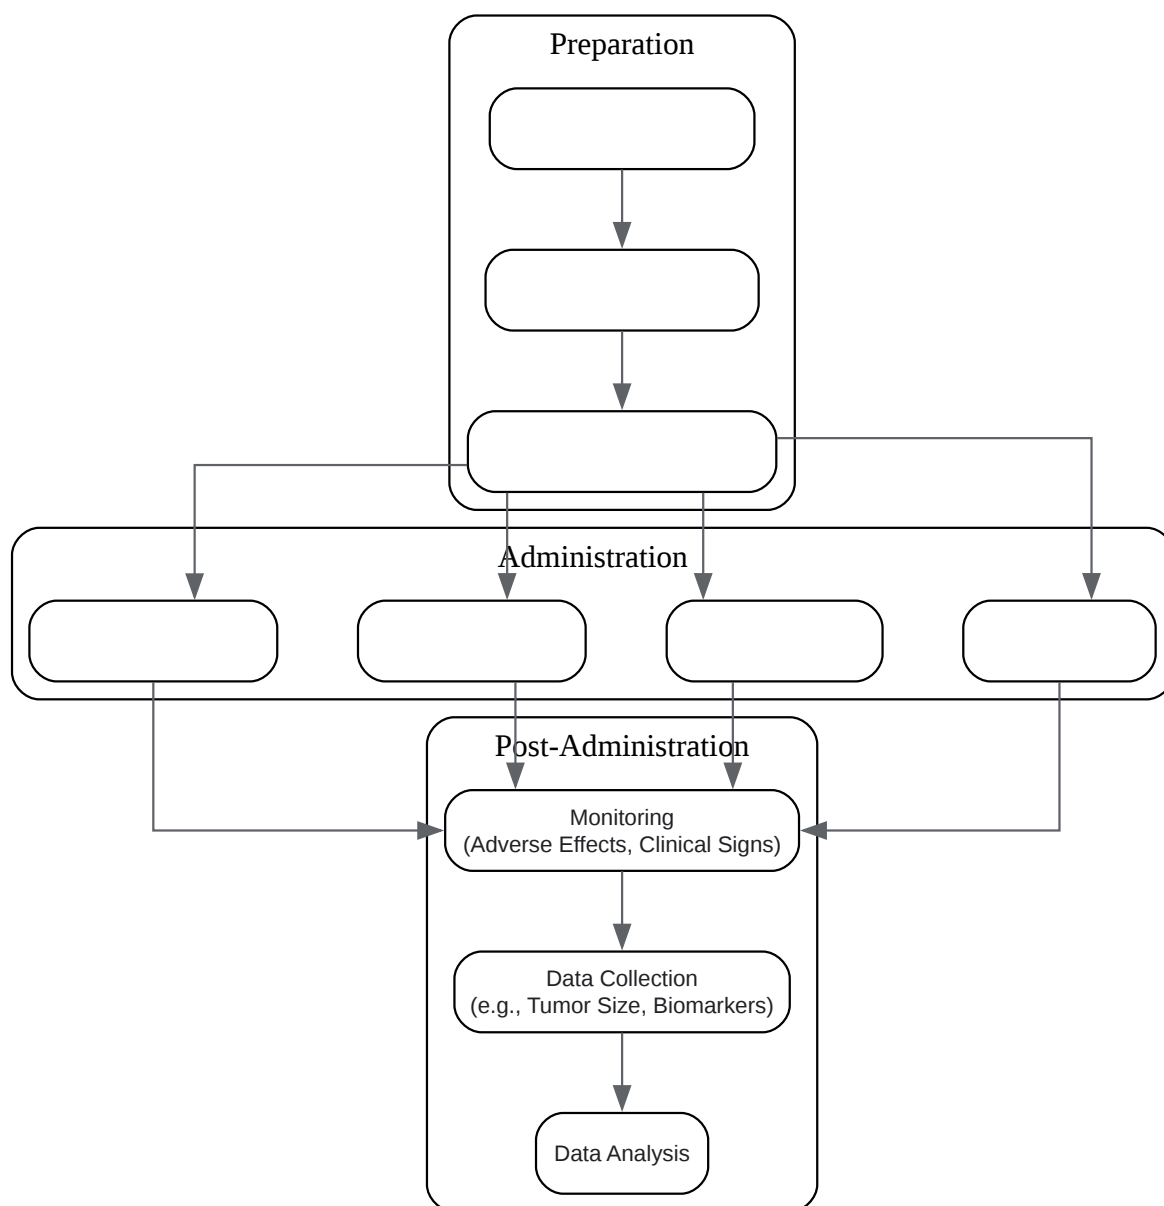 Preparation
Administration
Post-Administration
Monitoring
(Adverse Effects, Clinical Signs)
Data Collection
(e.g., Tumor Size, Biomarkers)
Data Analysis